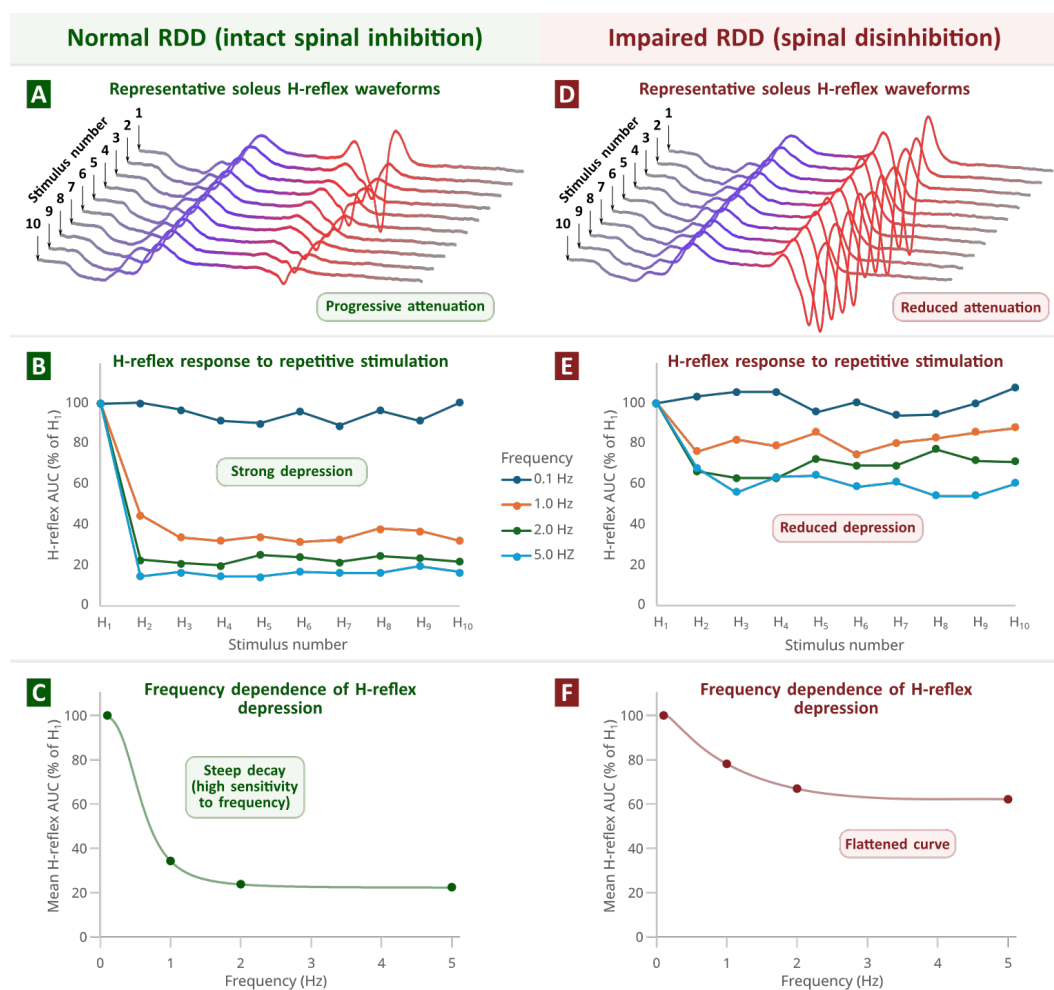 Normal RDD (intact spinal inhibition)
Impaired RDD (spinal disinhibition)
A
Representative soleus H-reflex waveforms
Stimulus number
1
2
3
4
5
6
7
8
9
10
Progressive attenuation
D
Representative soleus H-reflex waveforms
Stimulus number
1
2
3
4
5
6
7
8
9
10
Reduced attenuation
B
H-reflex response to repetitive stimulation
H-reflex AUC (% of H₁)
100
80
60
40
20
0
Strong depression
H₁ H₂ H₃ H₄ H₅ H₆ H₇ H₈ H₉ H₁₀
Stimulus number
Frequency
0.1 Hz
1.0 Hz
2.0 Hz
5.0 HZ
E
H-reflex response to repetitive stimulation
H-reflex AUC (% of H₁)
100
80
60
40
20
0
Reduced depression
H₁ H₂ H₃ H₄ H₅ H₆ H₇ H₈ H₉ H₁₀
Stimulus number
C
Frequency dependence of H-reflex
depression
Mean H-reflex AUC (% of H₁)
100
80
60
40
20
0
Steep decay
(high sensitivity
to frequency)
0 1 2 3 4 5
Frequency (Hz)
F
Frequency dependence of H-reflex
depression
Mean H-reflex AUC (% of H₁)
100
80
60
40
20
0
Flattened curve
0 1 2 3 4 5
Frequency (Hz)